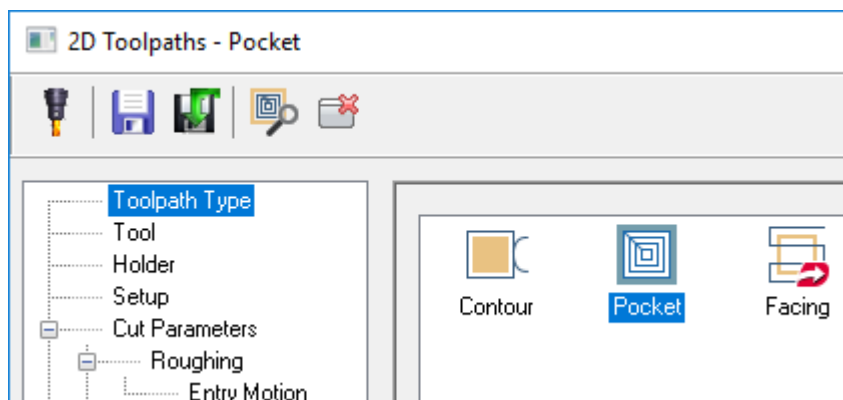 2D Toolpaths - Pocket
Toolpath Type
Tool
Holder
Setup
Cut Parameters
Roughing
Entry Motion
Contour
Pocket
Facing